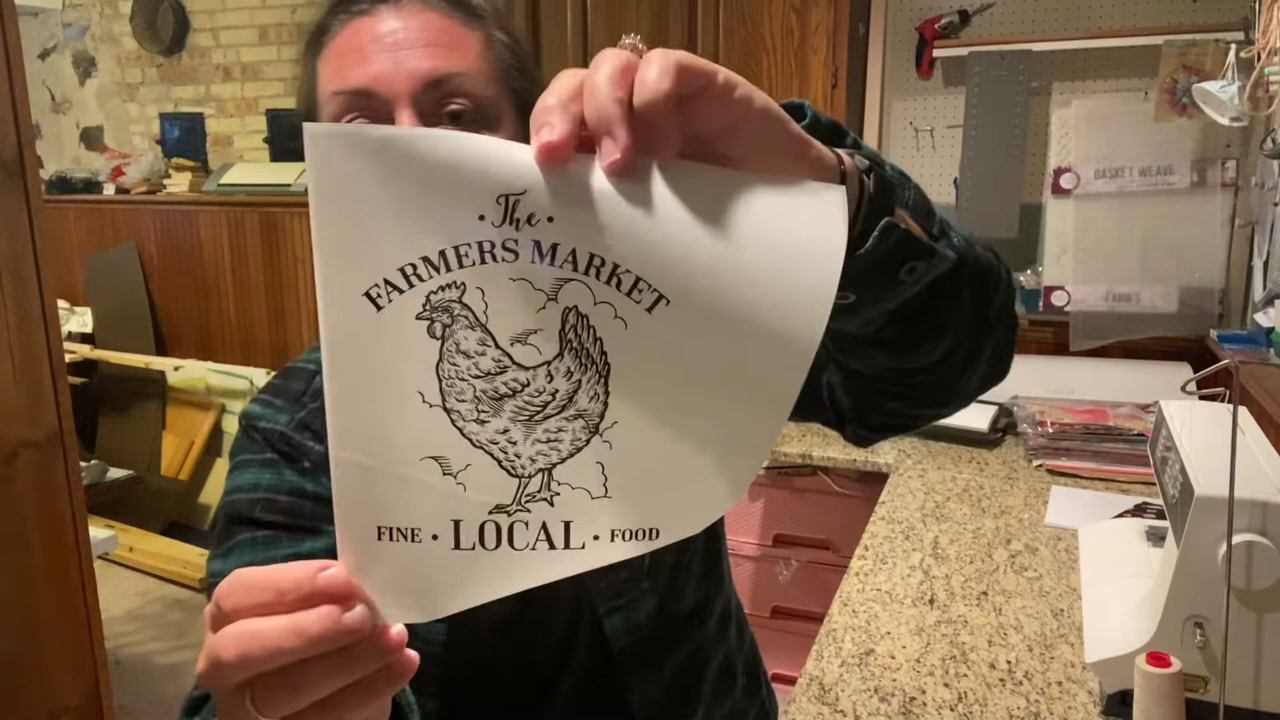 • The •
FARMERS MARKET
FINE • LOCAL • FOOD
BASKET WEAVE